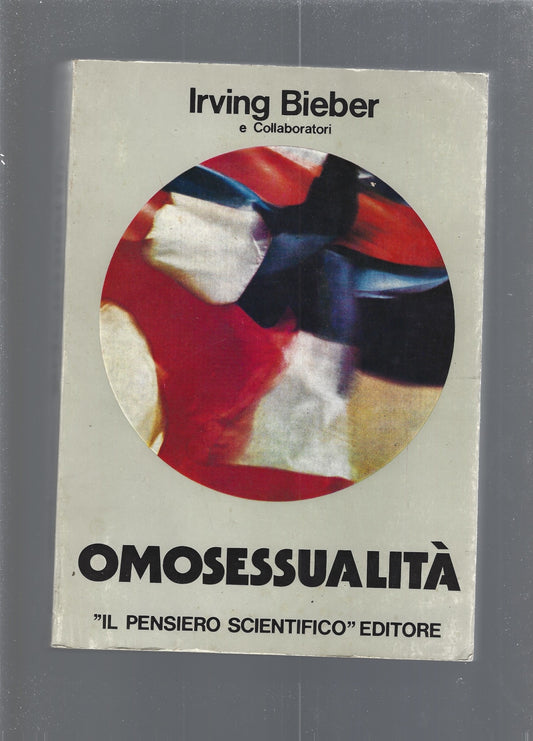 Irving Bieber
e Collaboratori
OMOSESSUALITÀ
"IL PENSIERO SCIENTIFICO" EDITORE